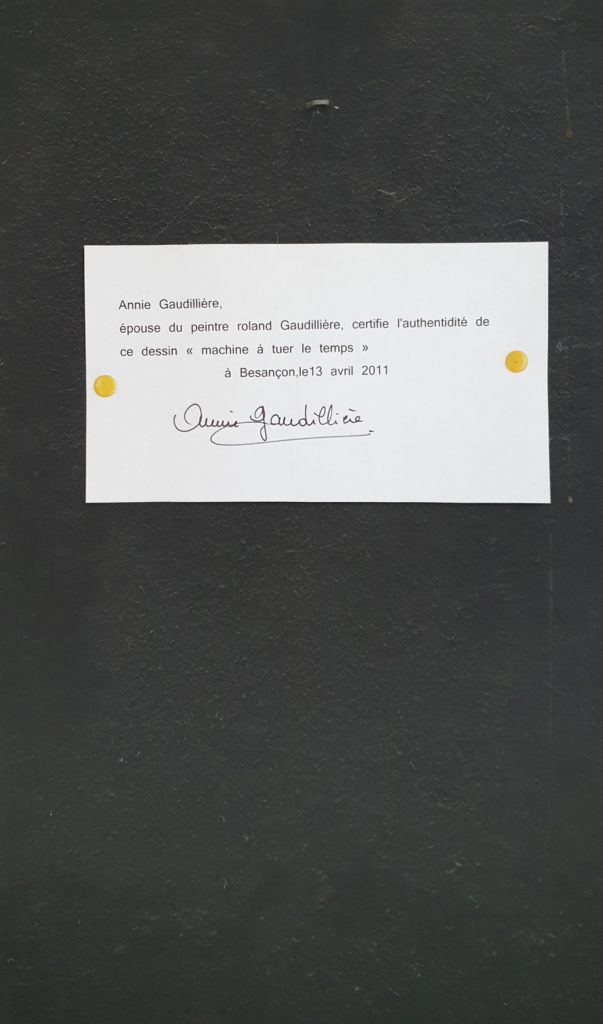 Annie Gaudilliére,
épouse du peintre roland Gaudilliére, certifie l'authentidité de
ce dessin « machine à tuer le temps »
à Besançon,le13 avril 2011
Annie Gaudillière